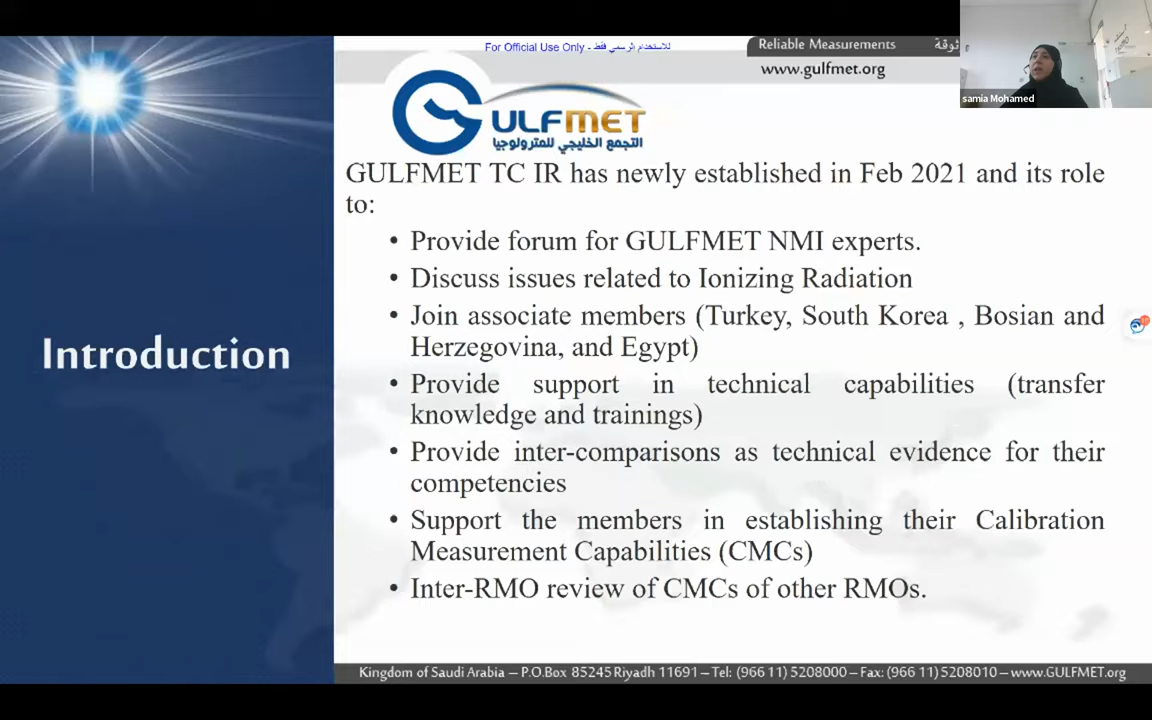 For Official Use Only - للاستخدام الرسمي فقط
Reliable Measurements
www.gulfmet.org
samia Mohamed
GULFMET
التجمع الخليجي للمترولوجيا
Introduction
GULFMET TC IR has newly established in Feb 2021 and its role
to:
• Provide forum for GULFMET NMI experts.
• Discuss issues related to Ionizing Radiation
• Join associate members (Turkey, South Korea , Bosian and
Herzegovina, and Egypt)
• Provide support in technical capabilities (transfer
knowledge and trainings)
• Provide inter-comparisons as technical evidence for their
competencies
• Support the members in establishing their Calibration
Measurement Capabilities (CMCs)
• Inter-RMO review of CMCs of other RMOs.
Kingdom of Saudi Arabia – P.O.Box 85245 Riyadh 11691 – Tel: (966 11) 5208000 – Fax: (966 11) 5208010 – www.GULFMET.org